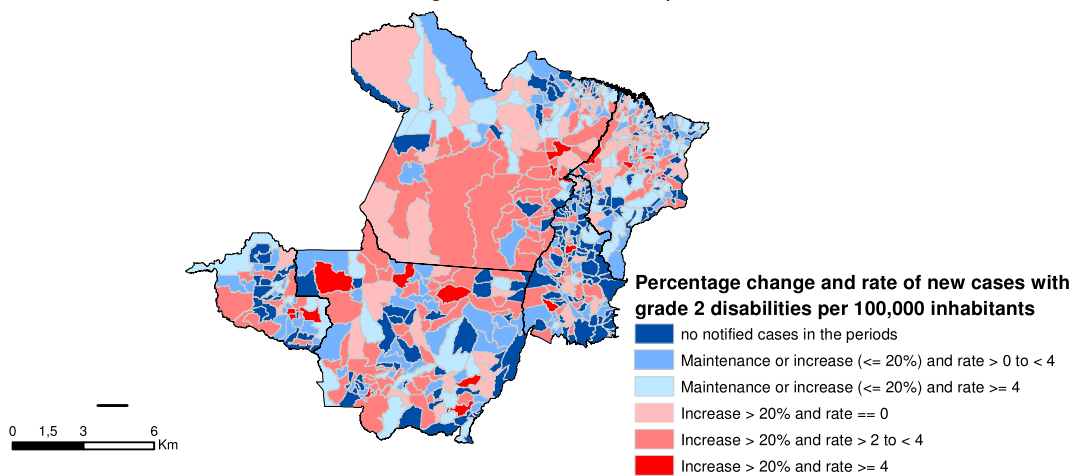 Percentage change and rate of new cases with
grade 2 disabilities per 100,000 inhabitants
no notified cases in the periods
Maintenance or increase (<= 20%) and rate > 0 to < 4
Maintenance or increase (<= 20%) and rate >= 4
Increase > 20% and rate == 0
Increase > 20% and rate > 2 to < 4
Increase > 20% and rate >= 4
0 1,5 3 6
Km